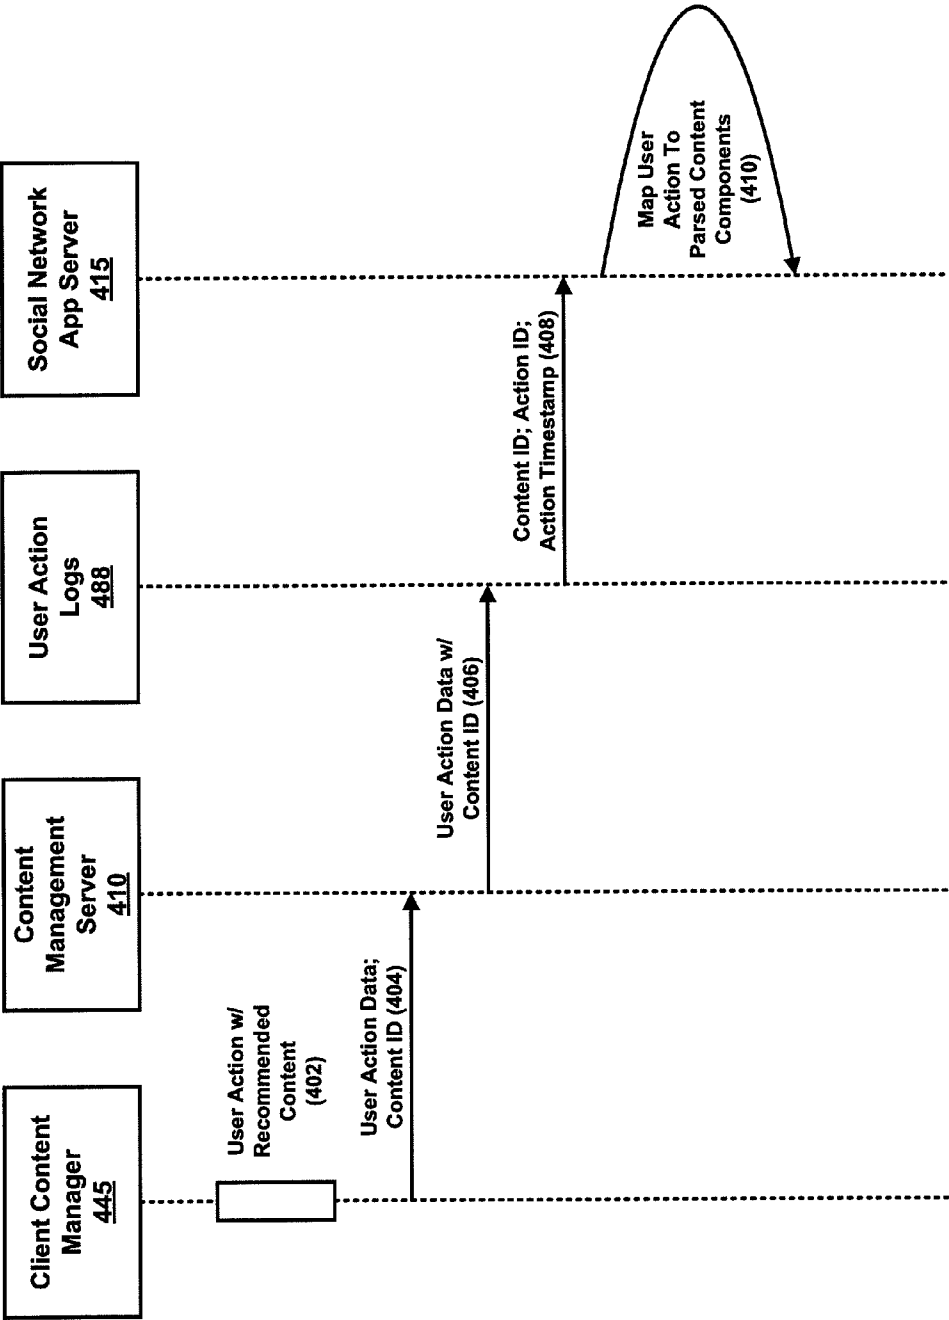 Client Content
Manager
445
Content
Management
Server
410
User Action
Logs
488
Social Network
App Server
415
User Action w/
Recommended
Content
(402)
User Action Data;
Content ID (404)
User Action Data w/
Content ID (406)
Content ID; Action ID;
Action Timestamp (408)
Map User
Action To
Parsed Content
Components
(410)